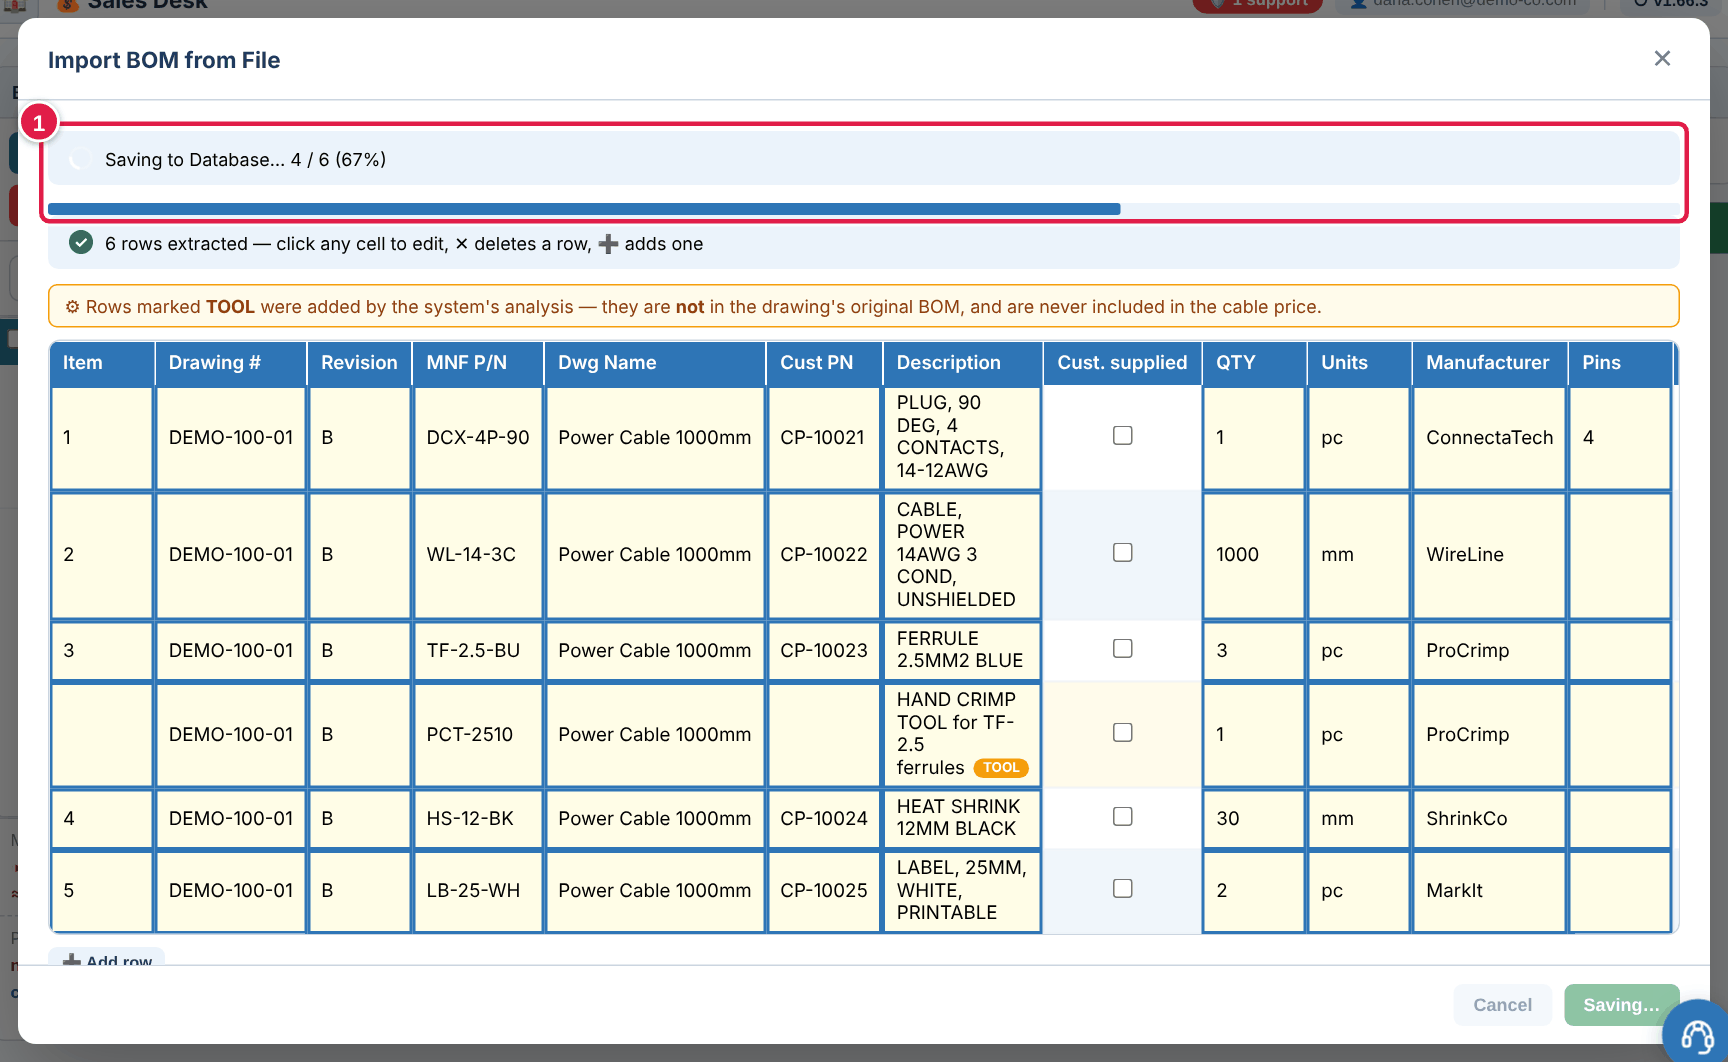 Sales Desk
1 support
dana.cohen@demo-co.com
v1.66.3
Import BOM from File
1
Saving to Database... 4 / 6 (67%)
6 rows extracted — click any cell to edit, ✕ deletes a row, ➕ adds one
⚙ Rows marked TOOL were added by the system's analysis — they are not in the drawing's original BOM, and are never included in the cable price.
Item Drawing # Revision MNF P/N Dwg Name Cust PN Description Cust. supplied QTY Units Manufacturer Pins
1 DEMO-100-01 B DCX-4P-90 Power Cable 1000mm CP-10021 PLUG, 90 DEG, 4 CONTACTS, 14-12AWG 1 pc ConnectaTech 4
2 DEMO-100-01 B WL-14-3C Power Cable 1000mm CP-10022 CABLE, POWER 14AWG 3 COND, UNSHIELDED 1000 mm WireLine
3 DEMO-100-01 B TF-2.5-BU Power Cable 1000mm CP-10023 FERRULE 2.5MM2 BLUE 3 pc ProCrimp
DEMO-100-01 B PCT-2510 Power Cable 1000mm HAND CRIMP TOOL for TF-2.5 ferrules TOOL 1 pc ProCrimp
4 DEMO-100-01 B HS-12-BK Power Cable 1000mm CP-10024 HEAT SHRINK 12MM BLACK 30 mm ShrinkCo
5 DEMO-100-01 B LB-25-WH Power Cable 1000mm CP-10025 LABEL, 25MM, WHITE, PRINTABLE 2 pc MarkIt
➕ Add row
Cancel
Saving...